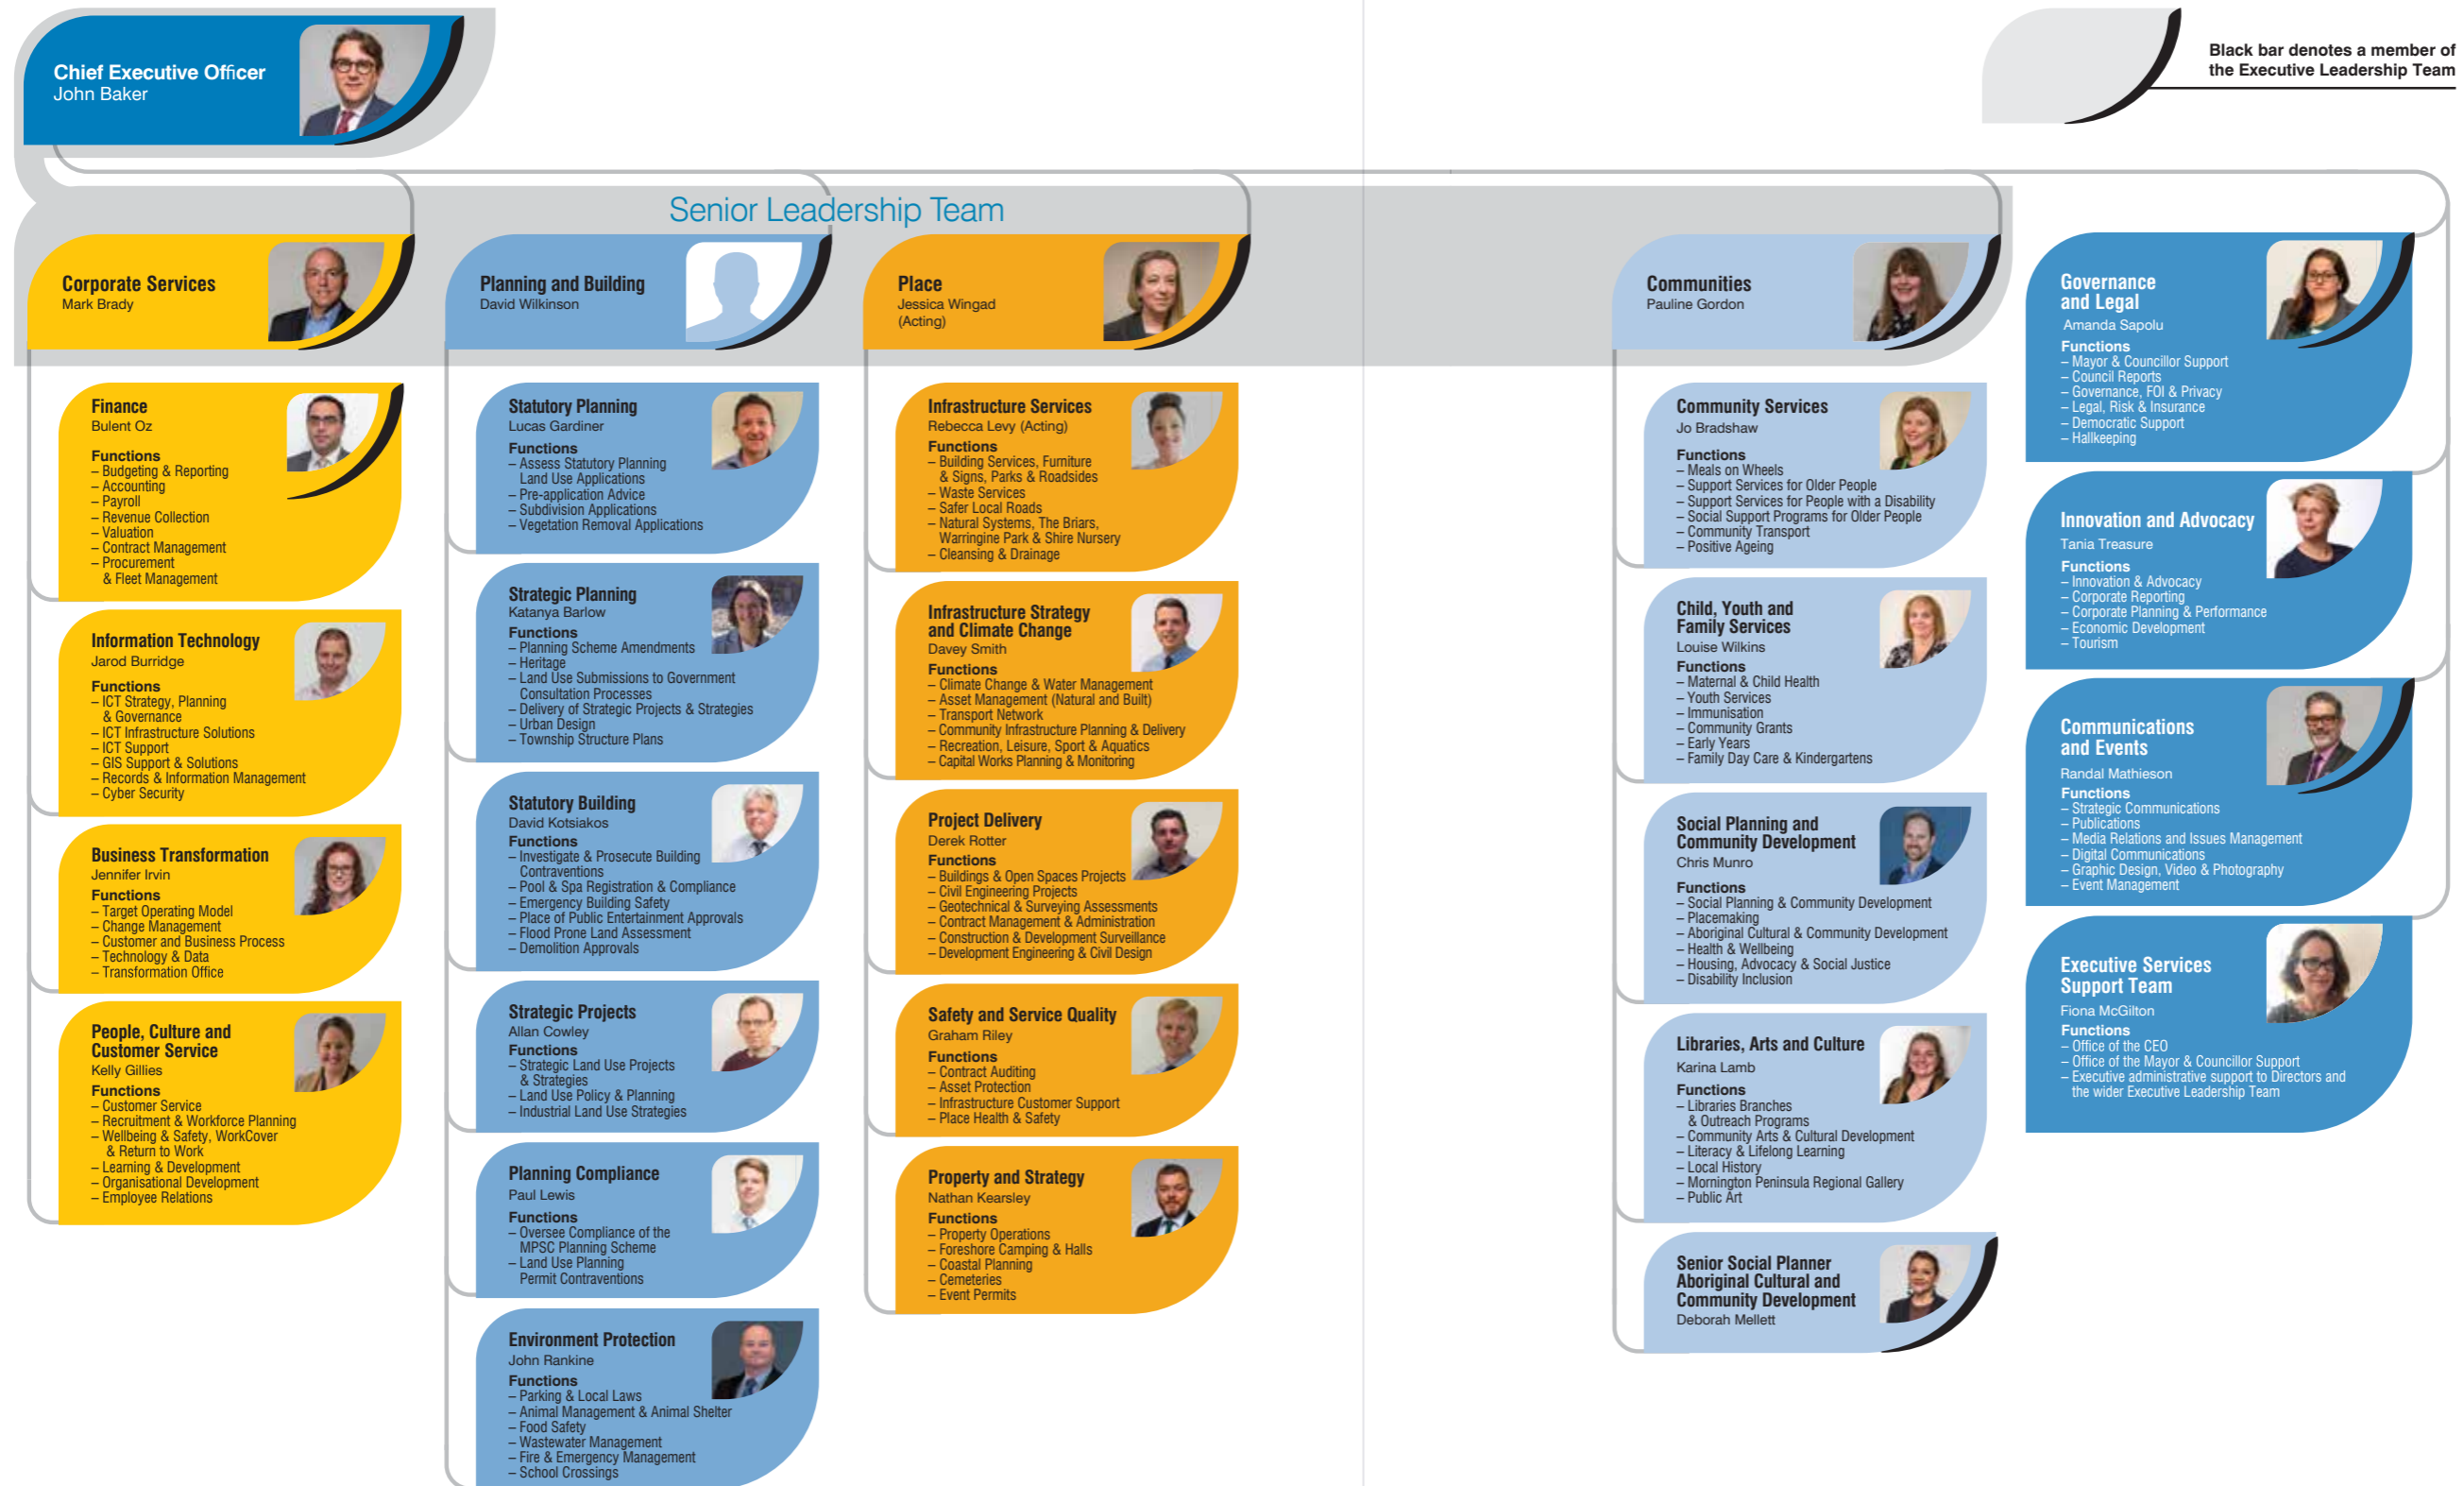 Chief Executive Officer
John Baker
Black bar denotes a member of
the Executive Leadership Team
Senior Leadership Team
Corporate Services
Mark Brady
Finance
Bulent Oz
Functions
– Budgeting & Reporting
– Accounting
– Payroll
– Revenue Collection
– Valuation
– Contract Management
– Procurement
& Fleet Management
Information Technology
Jarod Burridge
Functions
– ICT Strategy, Planning
& Governance
– ICT Infrastructure Solutions
– ICT Support
– GIS Support & Solutions
– Records & Information Management
– Cyber Security
Business Transformation
Jennifer Irvin
Functions
– Target Operating Model
– Change Management
– Customer and Business Process
– Technology & Data
– Transformation Office
People, Culture and
Customer Service
Kelly Gillies
Functions
– Customer Service
– Recruitment & Workforce Planning
– Wellbeing & Safety, WorkCover
& Return to Work
– Learning & Development
– Organisational Development
– Employee Relations
Planning and Building
David Wilkinson
Statutory Planning
Lucas Gardiner
Functions
– Assess Statutory Planning
Land Use Applications
– Pre-application Advice
– Subdivision Applications
– Vegetation Removal Applications
Strategic Planning
Katanya Barlow
Functions
– Planning Scheme Amendments
– Heritage
– Land Use Submissions to Government
Consultation Processes
– Delivery of Strategic Projects & Strategies
– Urban Design
– Township Structure Plans
Statutory Building
David Kotsiakos
Functions
– Investigate & Prosecute Building
Contraventions
– Pool & Spa Registration & Compliance
– Emergency Building Safety
– Place of Public Entertainment Approvals
– Flood Prone Land Assessment
– Demolition Approvals
Strategic Projects
Allan Cowley
Functions
– Strategic Land Use Projects
& Strategies
– Land Use Policy & Planning
– Industrial Land Use Strategies
Planning Compliance
Paul Lewis
Functions
– Oversee Compliance of the
MPSC Planning Scheme
– Land Use Planning
Permit Contraventions
Environment Protection
John Rankine
Functions
– Parking & Local Laws
– Animal Management & Animal Shelter
– Food Safety
– Wastewater Management
– Fire & Emergency Management
– School Crossings
Place
Jessica Wingad
(Acting)
Infrastructure Services
Rebecca Levy (Acting)
Functions
– Building Services, Furniture
& Signs, Parks & Roadsides
– Waste Services
– Safer Local Roads
– Natural Systems, The Briars,
Warringine Park & Shire Nursery
– Cleansing & Drainage
Infrastructure Strategy
and Climate Change
Davey Smith
Functions
– Climate Change & Water Management
– Asset Management (Natural and Built)
– Transport Network
– Community Infrastructure Planning & Delivery
– Recreation, Leisure, Sport & Aquatics
– Capital Works Planning & Monitoring
Project Delivery
Derek Rotter
Functions
– Buildings & Open Spaces Projects
– Civil Engineering Projects
– Geotechnical & Surveying Assessments
– Contract Management & Administration
– Construction & Development Surveillance
– Development Engineering & Civil Design
Safety and Service Quality
Graham Riley
Functions
– Contract Auditing
– Asset Protection
– Infrastructure Customer Support
– Place Health & Safety
Property and Strategy
Nathan Kearsley
Functions
– Property Operations
– Foreshore Camping & Halls
– Coastal Planning
– Cemeteries
– Event Permits
Communities
Pauline Gordon
Community Services
Jo Bradshaw
Functions
– Meals on Wheels
– Support Services for Older People
– Support Services for People with a Disability
– Social Support Programs for Older People
– Community Transport
– Positive Ageing
Child, Youth and
Family Services
Louise Wilkins
Functions
– Maternal & Child Health
– Youth Services
– Immunisation
– Community Grants
– Early Years
– Family Day Care & Kindergartens
Social Planning and
Community Development
Chris Munro
Functions
– Social Planning & Community Development
– Placemaking
– Aboriginal Cultural & Community Development
– Health & Wellbeing
– Housing, Advocacy & Social Justice
– Disability Inclusion
Libraries, Arts and Culture
Karina Lamb
Functions
– Libraries Branches
& Outreach Programs
– Community Arts & Cultural Development
– Literacy & Lifelong Learning
– Local History
– Mornington Peninsula Regional Gallery
– Public Art
Senior Social Planner
Aboriginal Cultural and
Community Development
Deborah Mellett
Governance
and Legal
Amanda Sapolu
Functions
– Mayor & Councillor Support
– Council Reports
– Governance, FOI & Privacy
– Legal, Risk & Insurance
– Democratic Support
– Hallkeeping
Innovation and Advocacy
Tania Treasure
Functions
– Innovation & Advocacy
– Corporate Reporting
– Corporate Planning & Performance
– Economic Development
– Tourism
Communications
and Events
Randal Mathieson
Functions
– Strategic Communications
– Publications
– Media Relations and Issues Management
– Digital Communications
– Graphic Design, Video & Photography
– Event Management
Executive Services
Support Team
Fiona McGilton
Functions
– Office of the CEO
– Office of the Mayor & Councillor Support
– Executive administrative support to Directors and
the wider Executive Leadership Team